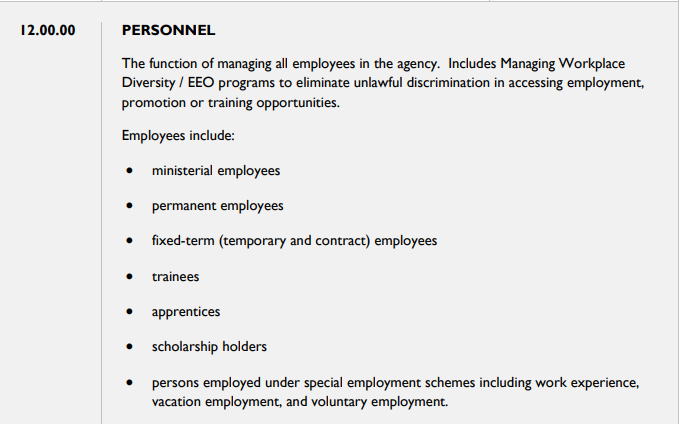 12.00.00 PERSONNEL
The function of managing all employees in the agency.  Includes Managing Workplace
Diversity / EEO programs to eliminate unlawful discrimination in accessing employment,
promotion or training opportunities.
Employees include:
• ministerial employees
• permanent employees
• fixed-term (temporary and contract) employees
• trainees
• apprentices
• scholarship holders
• persons employed under special employment schemes including work experience,
vacation employment, and voluntary employment.